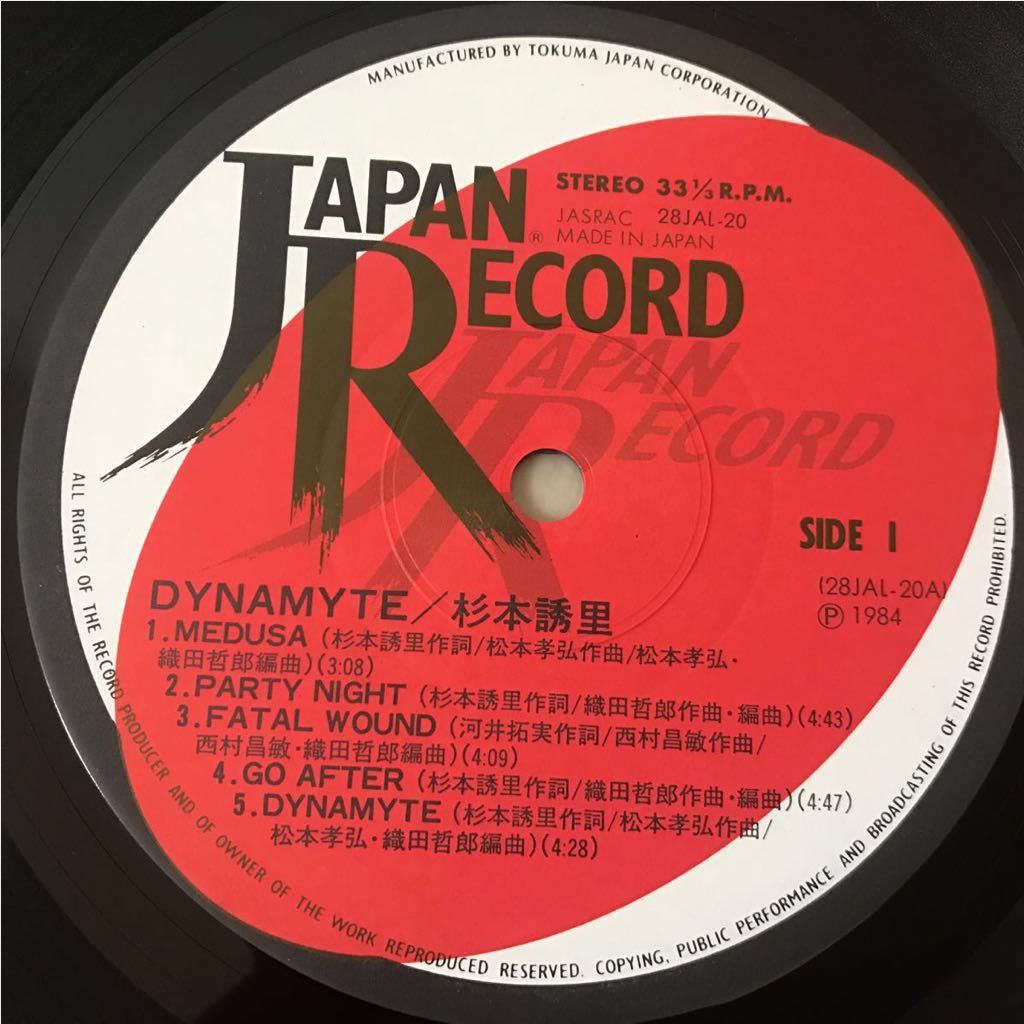 MANUFACTURED BY TOKUMA JAPAN CORPORATION
JAPAN
RECORD
®
STEREO 33 ⅓ R.P.M.
JASRAC 28JAL-20
MADE IN JAPAN
JAPAN
RECORD
SIDE 1
(28JAL-20A)
Ⓟ 1984
DYNAMYTE/杉本誘里
1.MEDUSA (杉本誘里作詞/松本孝弘作曲/松本孝弘・
織田哲郎編曲)(3:08)
2.PARTY NIGHT (杉本誘里作詞/織田哲郎作曲・編曲)(4:43)
3.FATAL WOUND (河井拓実作詞/西村昌敏作曲/
西村昌敏・織田哲郎編曲)(4:09)
4.GO AFTER (杉本誘里作詞/織田哲郎作曲・編曲)(4:47)
5.DYNAMYTE (杉本誘里作詞/松本孝弘作曲/
松本孝弘・織田哲郎編曲)(4:28)
ALL RIGHTS OF THE RECORD PRODUCER AND OF OWNER OF THE WORK REPRODUCED RESERVED. COPYING, PUBLIC PERFORMANCE AND BROADCASTING OF THIS RECORD PROHIBITED.